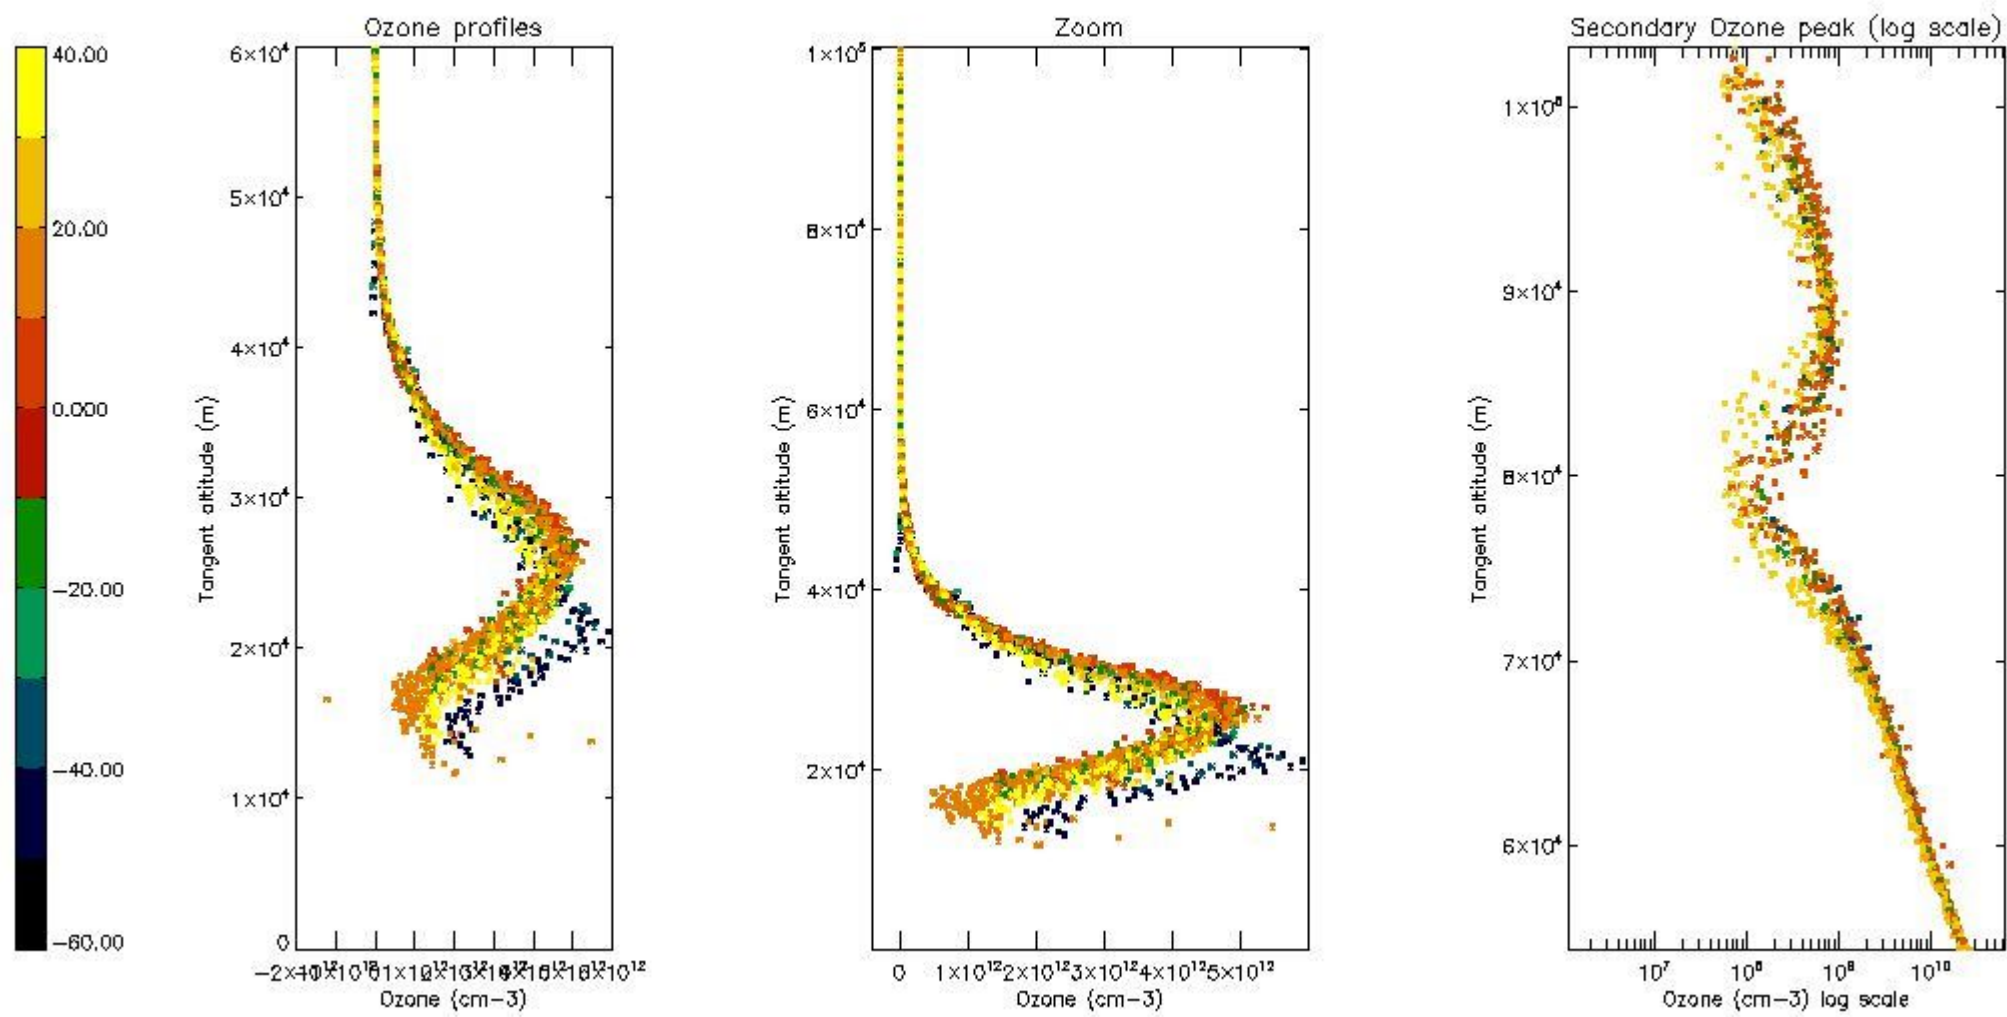 Ozone profiles
6×10⁴
5×10⁴
4×10⁴
3×10⁴
2×10⁴
1×10⁴
0
Tangent altitude (m)
Ozone (cm−3)
40.00
20.00
0.000
−20.00
−40.00
−60.00
Zoom
1×10⁵
8×10⁴
6×10⁴
4×10⁴
2×10⁴
Tangent altitude (m)
0 1×10¹² 2×10¹² 3×10¹² 4×10¹² 5×10¹²
Ozone (cm−3)
Secondary Ozone peak (log scale)
1×10⁵
9×10⁴
8×10⁴
7×10⁴
6×10⁴
Tangent altitude (m)
10⁷ 10⁸ 10⁹ 10¹⁰
Ozone (cm−3) log scale